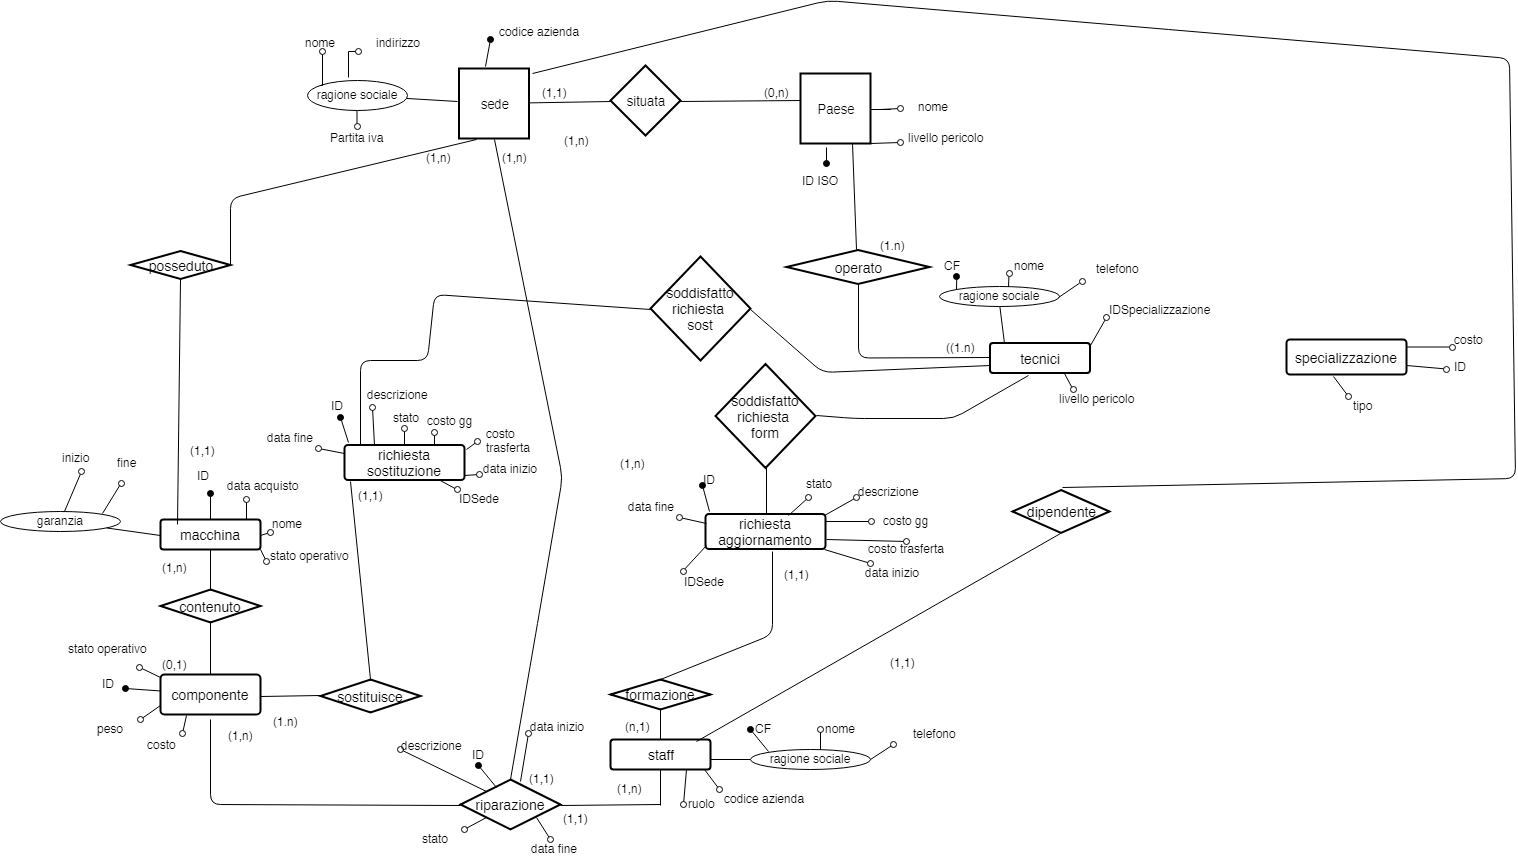 codice azienda
nome
indirizzo
ragione sociale
Partita iva
sede
(1,1)
situata
(0,n)
Paese
nome
livello pericolo
ID ISO
(1,n)
(1,n)
(1,n)
posseduto
(1.n)
operato
CF
nome
telefono
ragione sociale
IDSpecializzazione
soddisfatto
richiesta
sost
((1.n)
tecnici
livello pericolo
specializzazione
costo
ID
tipo
soddisfatto
richiesta
form
ID
descrizione
stato
costo gg
costo
trasferta
data fine
richiesta
sostituzione
data inizio
IDSede
(1,1)
(1,1)
inizio
fine
ID
data acquisto
garanzia
macchina
nome
stato operativo
(1,n)
(1,n)
ID
stato
descrizione
data fine
richiesta
aggiornamento
costo gg
costo trasferta
data inizio
IDSede
(1,1)
dipendente
contenuto
stato operativo
(0,1)
ID
componente
peso
costo
(1,n)
(1.n)
sostituisce
formazione
(1,1)
(n,1)
staff
CF
nome
telefono
ragione sociale
ruolo
codice azienda
(1,n)
descrizione
ID
data inizio
(1,1)
riparazione
(1,1)
stato
data fine